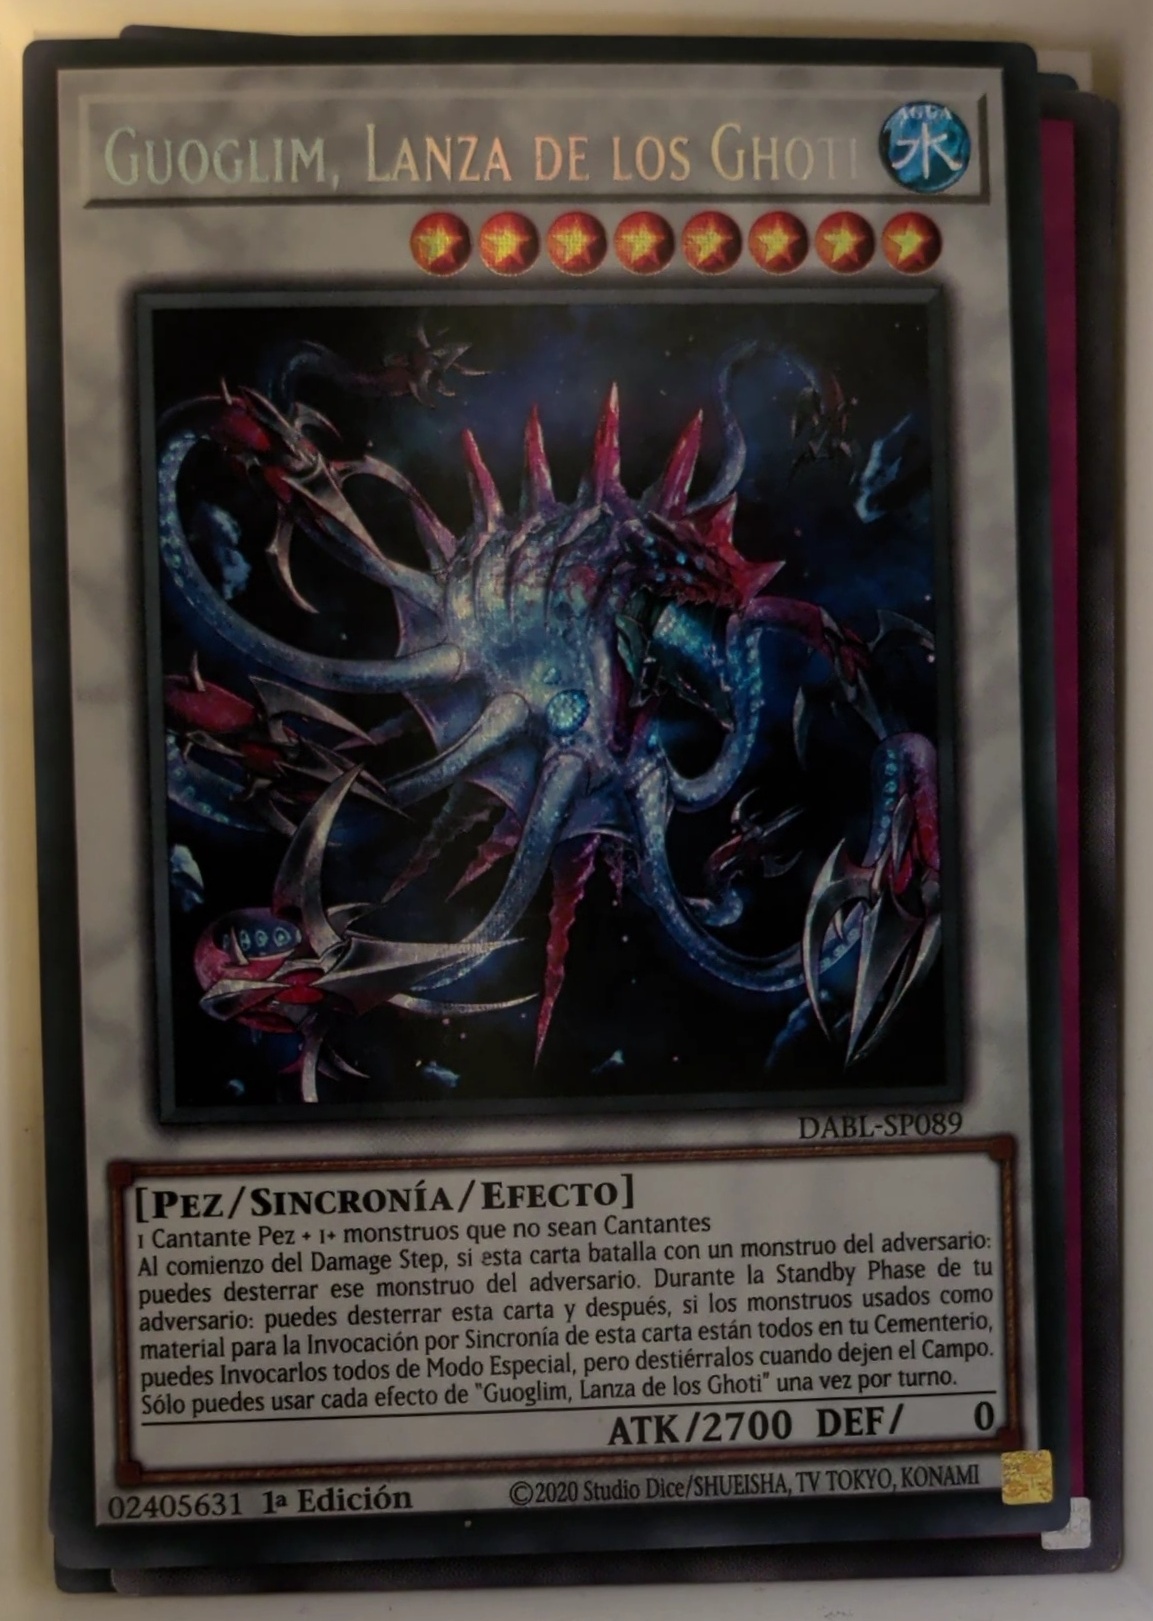 Guoglim, Lanza de los Ghoti
AGUA
水
DABL-SP089
[Pez/Sincronía/Efecto]
1 Cantante Pez + 1+ monstruos que no sean Cantantes
Al comienzo del Damage Step, si esta carta batalla con un monstruo del adversario:
puedes desterrar ese monstruo del adversario. Durante la Standby Phase de tu
adversario: puedes desterrar esta carta y después, si los monstruos usados como
material para la Invocación por Sincronía de esta carta están todos en tu Cementerio,
puedes Invocarlos todos de Modo Especial, pero destiérralos cuando dejen el Campo.
Sólo puedes usar cada efecto de "Guoglim, Lanza de los Ghoti" una vez por turno.
ATK/2700 DEF/ 0
02405631 1ª Edición ©2020 Studio Dice/SHUEISHA, TV TOKYO, KONAMI